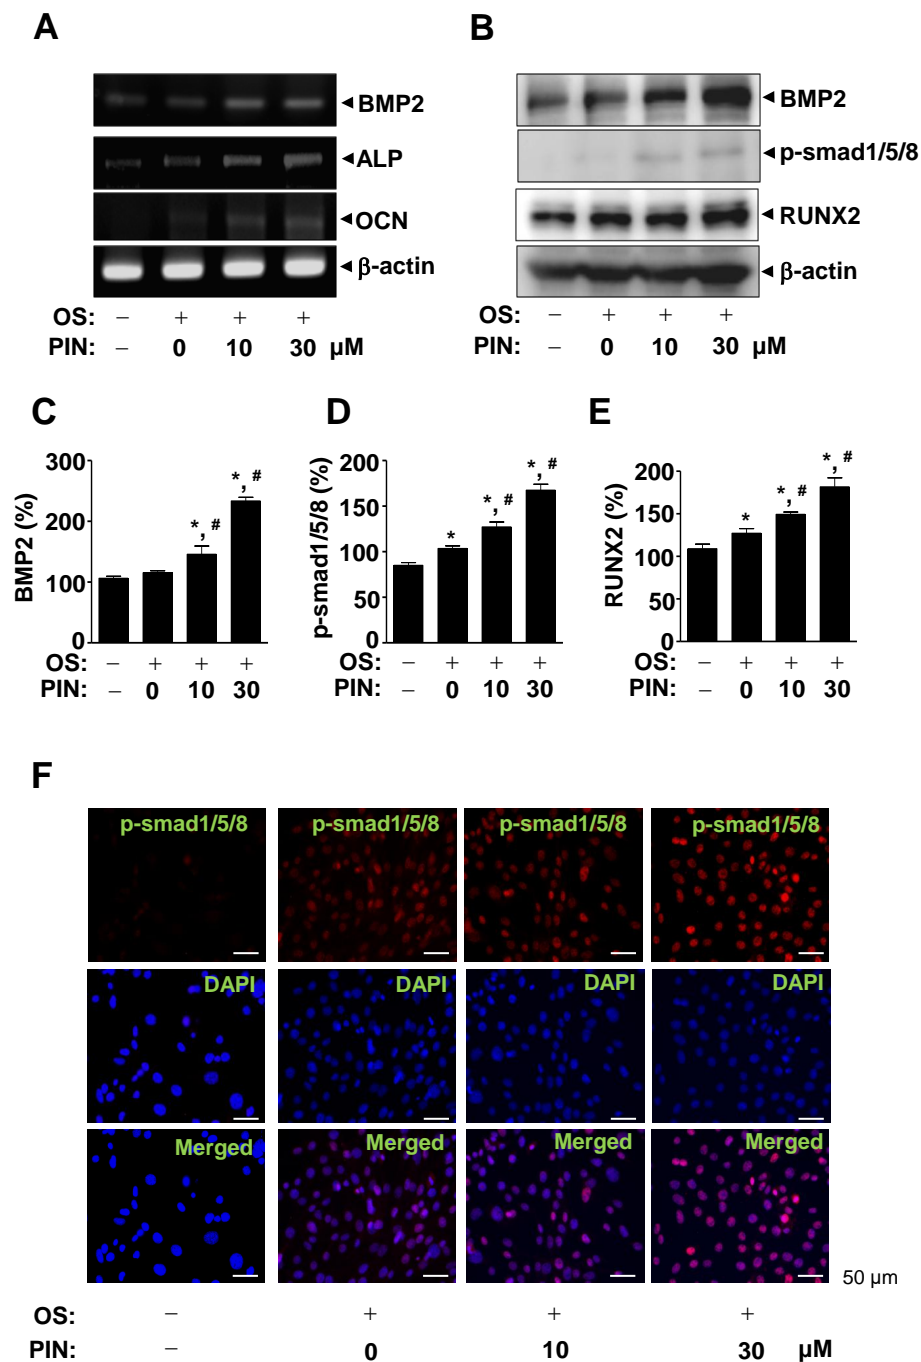 A
BMP2
ALP
OCN
β-actin
OS: – + + +
PIN: – 0 10 30 µM
B
BMP2
p-smad1/5/8
RUNX2
β-actin
OS: – + + +
PIN: – 0 10 30 µM
C
BMP2 (%)
300
200
100
0
*, #
*, #
OS: – + + +
PIN: – 0 10 30
D
p-smad1/5/8 (%)
200
150
100
50
0
*
*, #
*, #
OS: – + + +
PIN: – 0 10 30
E
RUNX2 (%)
200
150
100
50
0
*
*, #
*, #
OS: – + + +
PIN: – 0 10 30
F
p-smad1/5/8 p-smad1/5/8 p-smad1/5/8 p-smad1/5/8
DAPI DAPI DAPI DAPI
Merged Merged Merged Merged
50 µm
OS: – + + +
PIN: – 0 10 30 µM